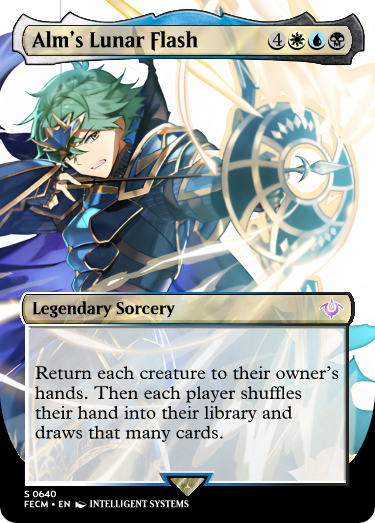 Alm's Lunar Flash 4
Legendary Sorcery
Return each creature to their owner's
hands. Then each player shuffles
their hand into their library and
draws that many cards.
S 0640
FECM • EN INTELLIGENT SYSTEMS